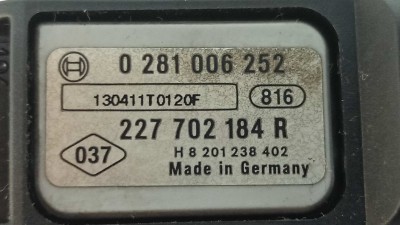 0 281 006 252
130411T0120F 816
227 702 184 R
037 H 8 201 238 402
Made in Germany